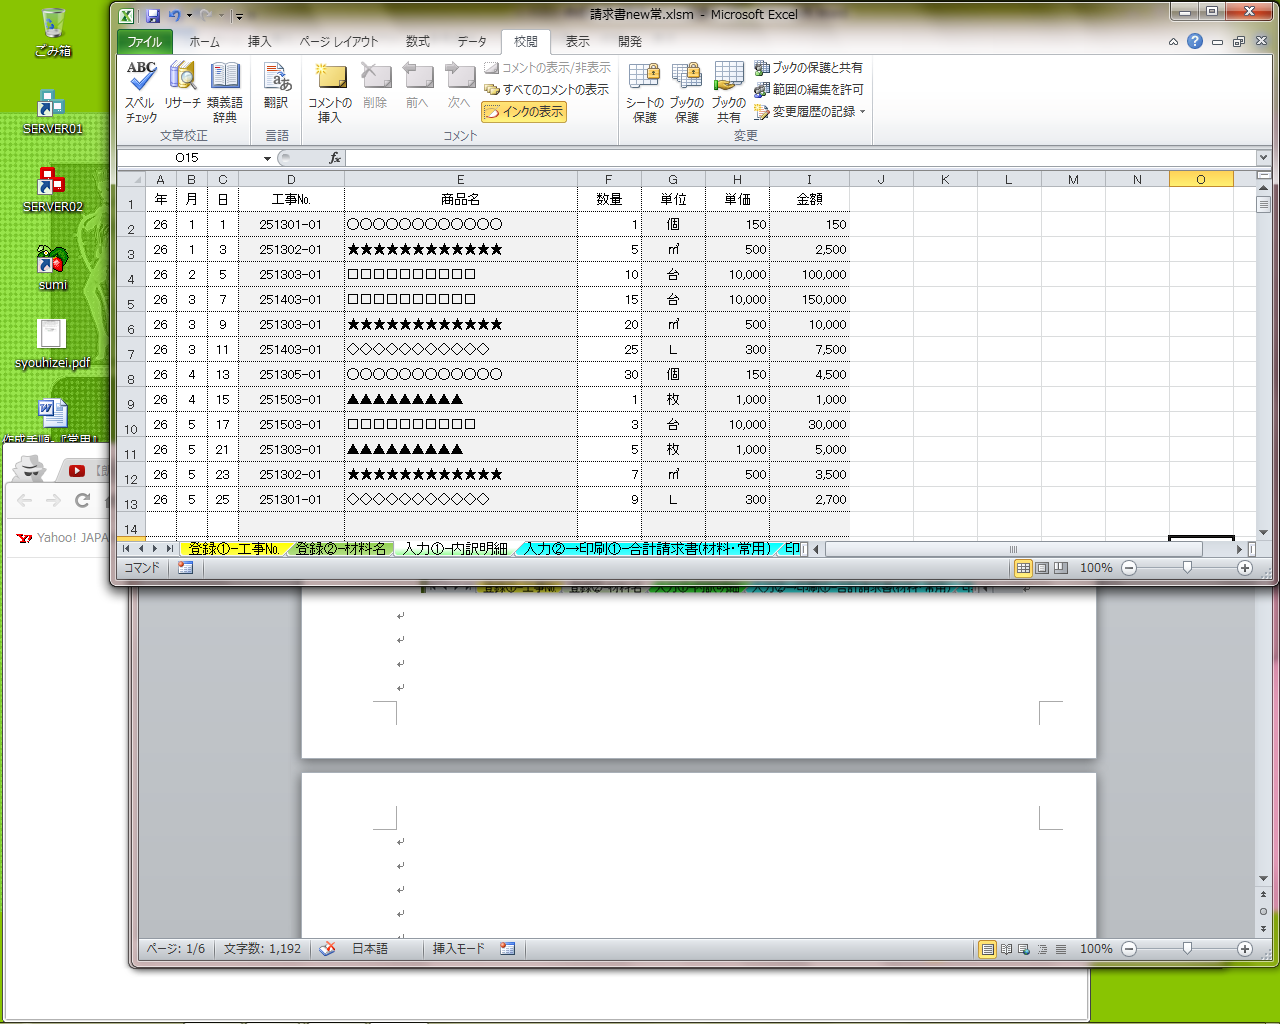 ごみ箱
SERVER01
SERVER02
sumi
syouhizei.pdf
作成手順-『常用』
Yahoo! JAPA
請求書new常.xlsm - Microsoft Excel
ファイル ホーム 挿入 ページ レイアウト 数式 データ 校閲 表示 開発
ABC
スペル チェック
リサーチ
類義語 辞典
文章校正
翻訳
言語
コメントの 挿入
削除
前へ
次へ
コメントの表示/非表示
すべてのコメントの表示
インクの表示
コメント
シートの 保護
ブックの 保護
ブックの 共有
ブックの保護と共有
範囲の編集を許可
変更履歴の記録
変更
O15 fx
A B C D E F G H I J K L M N O
1 年 月 日 工事№ 商品名 数量 単位 単価 金額
2 26 1 1 251301-01 ○○○○○○○○○○○○ 1 個 150 150
3 26 1 3 251302-01 ★★★★★★★★★★★★ 5 ㎡ 500 2,500
4 26 2 5 251303-01 □□□□□□□□□□ 10 台 10,000 100,000
5 26 3 7 251403-01 □□□□□□□□□□ 15 台 10,000 150,000
6 26 3 9 251303-01 ★★★★★★★★★★★★ 20 ㎡ 500 10,000
7 26 3 11 251403-01 ◇◇◇◇◇◇◇◇◇◇◇ 25 L 300 7,500
8 26 4 13 251305-01 ○○○○○○○○○○○○ 30 個 150 4,500
9 26 4 15 251503-01 ▲▲▲▲▲▲▲▲▲ 1 枚 1,000 1,000
10 26 5 17 251503-01 □□□□□□□□□□ 3 台 10,000 30,000
11 26 5 21 251303-01 ▲▲▲▲▲▲▲▲▲ 5 枚 1,000 5,000
12 26 5 23 251302-01 ★★★★★★★★★★★★ 7 ㎡ 500 3,500
13 26 5 25 251301-01 ◇◇◇◇◇◇◇◇◇◇◇ 9 L 300 2,700
14
登録①-工事№ 登録②-材料名 入力①-内訳明細 入力②→印刷①-合計請求書(材料・常用) 印
コマンド 100%
ページ: 1/6 文字数: 1,192 日本語 挿入モード 100%